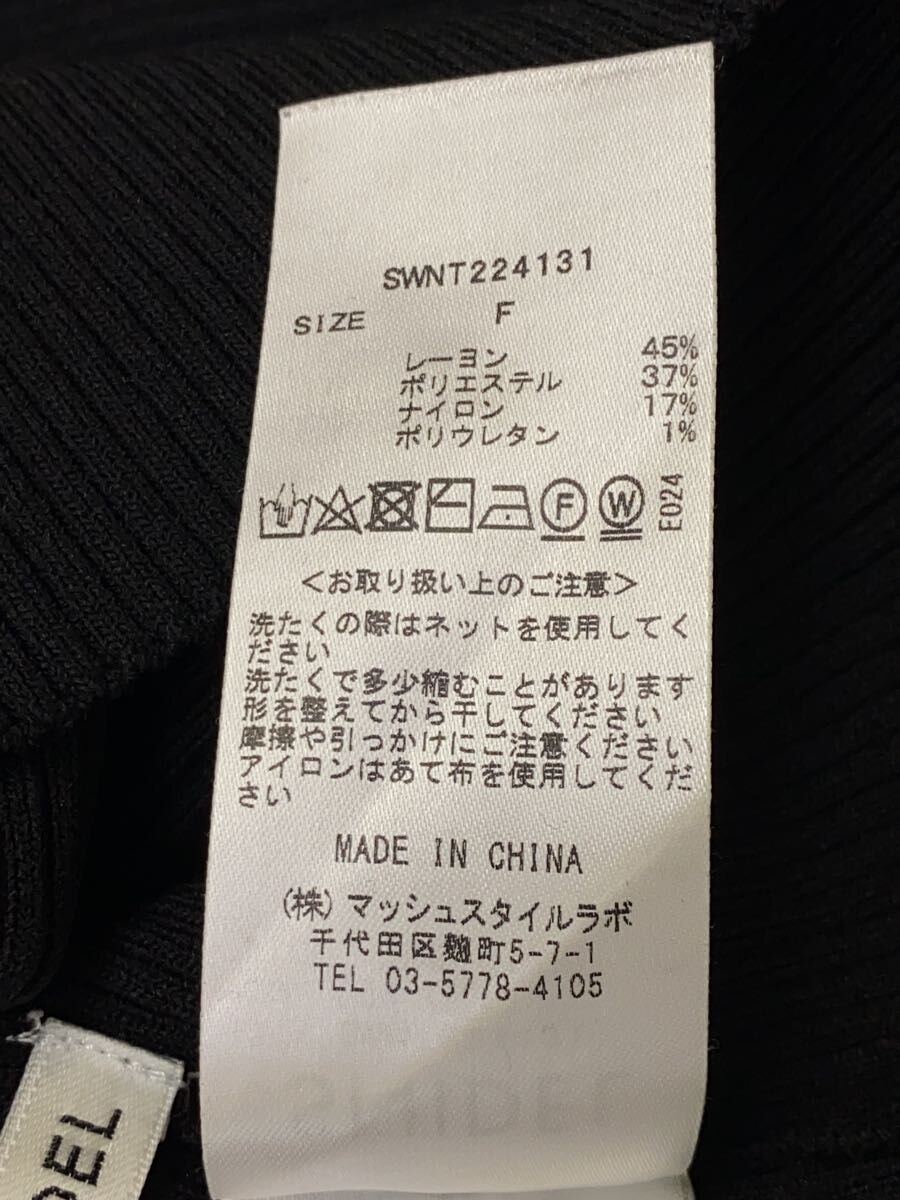 SWNT224131
SIZE F
レーヨン 45%
ポリエステル 37%
ナイロン 17%
ポリウレタン 1%
F W E024
<お取り扱い上のご注意>
洗たくの際はネットを使用してく
ださい
洗たくで多少縮むことがあります
形を整えてから干してください
摩擦や引っかけにご注意ください
アイロンはあて布を使用してくだ
さい
MADE IN CHINA
(株)マッシュスタイルラボ
千代田区麹町5-7-1
TEL 03-5778-4105